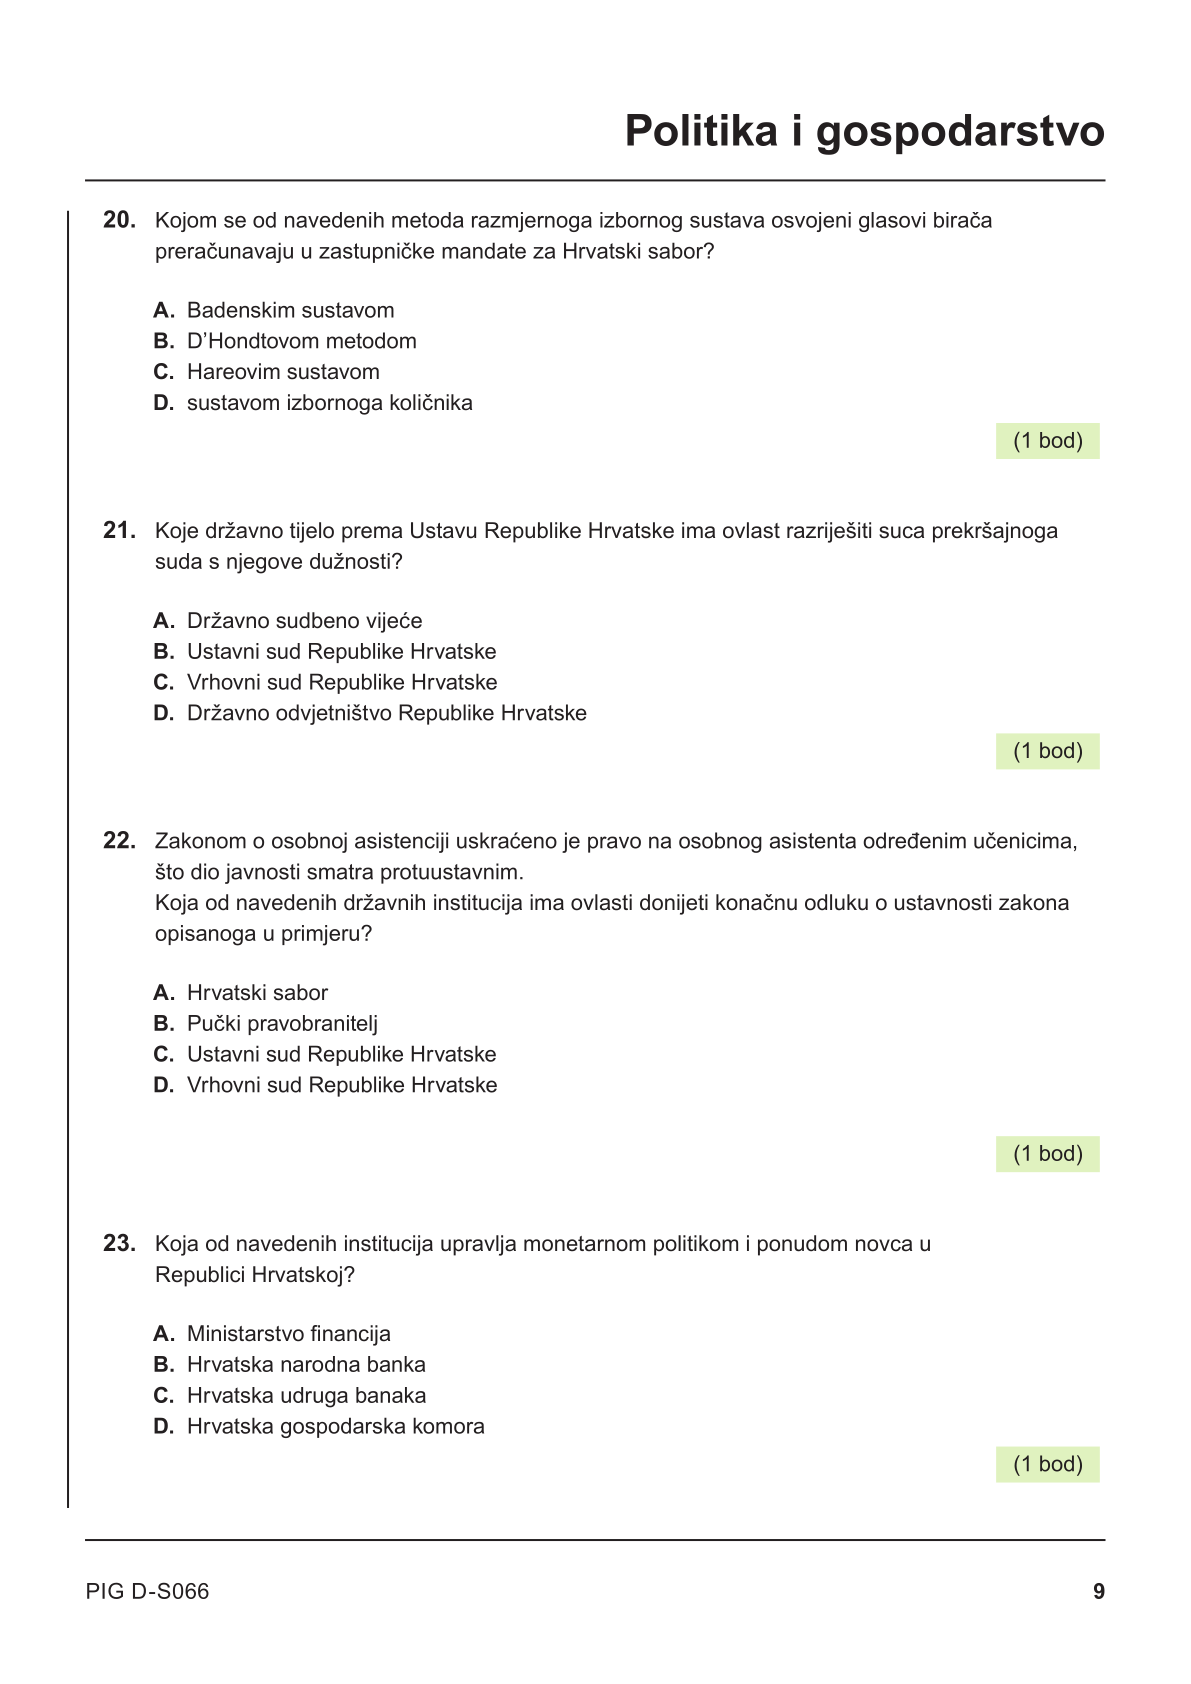 Politika i gospodarstvo
20. Kojom se od navedenih metoda razmjernoga izbornog sustava osvojeni glasovi birača
preračunavaju u zastupničke mandate za Hrvatski sabor?
A. Badenskim sustavom
B. D’Hondtovom metodom
C. Hareovim sustavom
D. sustavom izbornoga količnika
(1 bod)
21. Koje državno tijelo prema Ustavu Republike Hrvatske ima ovlast razriješiti suca prekršajnoga
suda s njegove dužnosti?
A. Državno sudbeno vijeće
B. Ustavni sud Republike Hrvatske
C. Vrhovni sud Republike Hrvatske
D. Državno odvjetništvo Republike Hrvatske
(1 bod)
22. Zakonom o osobnoj asistenciji uskraćeno je pravo na osobnog asistenta određenim učenicima,
što dio javnosti smatra protuustavnim.
Koja od navedenih državnih institucija ima ovlasti donijeti konačnu odluku o ustavnosti zakona
opisanoga u primjeru?
A. Hrvatski sabor
B. Pučki pravobranitelj
C. Ustavni sud Republike Hrvatske
D. Vrhovni sud Republike Hrvatske
(1 bod)
23. Koja od navedenih institucija upravlja monetarnom politikom i ponudom novca u
Republici Hrvatskoj?
A. Ministarstvo financija
B. Hrvatska narodna banka
C. Hrvatska udruga banaka
D. Hrvatska gospodarska komora
(1 bod)
PIG D-S066
9